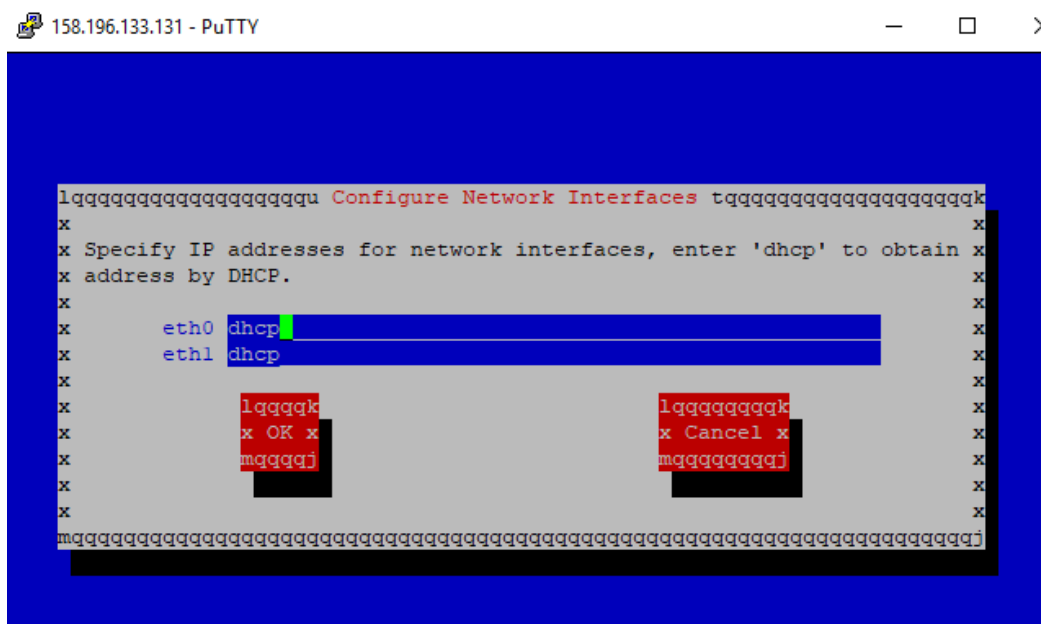 158.196.133.131 - PuTTY
lqqqqqqqqqqqqqqqqqqu Configure Network Interfaces tqqqqqqqqqqqqqqqqqqqk
x x
x Specify IP addresses for network interfaces, enter 'dhcp' to obtain x
x address by DHCP. x
x x
x eth0 dhcp x
x eth1 dhcp x
x x
x lqqqqk lqqqqqqqqk x
x x OK x x Cancel x x
x mqqqqj mqqqqqqqqj x
x x
x x
mqqqqqqqqqqqqqqqqqqqqqqqqqqqqqqqqqqqqqqqqqqqqqqqqqqqqqqqqqqqqqqqqqqqqqj